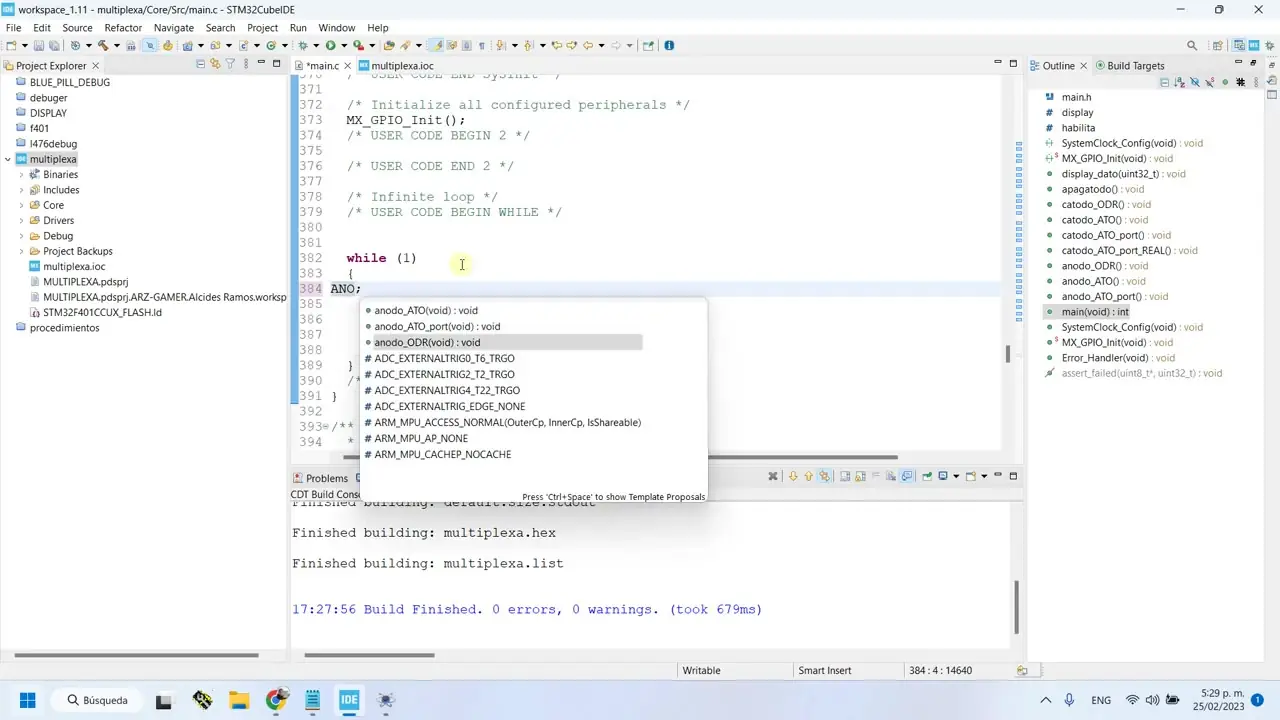 workspace_1.11 - multiplexa/Core/Src/main.c - STM32CubeIDE
File Edit Source Refactor Navigate Search Project Run Window Help
Project Explorer
BLUE_PILL_DEBUG
debuger
DISPLAY
f401
l476debug
multiplexa
Binaries
Includes
Core
Drivers
Debug
Project Backups
multiplexa.ioc
MULTIPLEXA.pdsprj
MULTIPLEXA.pdsprj.ARZ-GAMER.Alcides Ramos.worksp
STM32F401CCUX_FLASH.ld
procedimientos
*main.c
multiplexa.ioc
370 /* USER CODE END SysInit */
371
372 /* Initialize all configured peripherals */
373 MX_GPIO_Init();
374 /* USER CODE BEGIN 2 */
375
376 /* USER CODE END 2 */
377
378 /* Infinite loop */
379 /* USER CODE BEGIN WHILE */
380
381
382 while (1)
383 {
384 ANO;
385
386
387
388
389 }
390 /*
391 }
392
393 /**
394 *
anodo_ATO(void) : void
anodo_ATO_port(void) : void
anodo_ODR(void) : void
# ADC_EXTERNALTRIG0_T6_TRGO
# ADC_EXTERNALTRIG2_T2_TRGO
# ADC_EXTERNALTRIG4_T22_TRGO
# ADC_EXTERNALTRIG_EDGE_NONE
# ARM_MPU_ACCESS_NORMAL(OuterCp, InnerCp, IsShareable)
# ARM_MPU_AP_NONE
# ARM_MPU_CACHEP_NOCACHE
Press 'Ctrl+Space' to show Template Proposals
Problems
CDT Build Conso
Finished building: default.size.stdout
Finished building: multiplexa.hex
Finished building: multiplexa.list
17:27:56 Build Finished. 0 errors, 0 warnings. (took 679ms)
Outline
Build Targets
main.h
display
habilita
SystemClock_Config(void) : void
MX_GPIO_Init(void) : void
display_dato(uint32_t) : void
apagatodo() : void
catodo_ODR() : void
catodo_ATO() : void
catodo_ATO_port() : void
catodo_ATO_port_REAL() : void
anodo_ODR() : void
anodo_ATO() : void
anodo_ATO_port() : void
main(void) : int
SystemClock_Config(void) : void
MX_GPIO_Init(void) : void
Error_Handler(void) : void
assert_failed(uint8_t*, uint32_t) : void
Writable
Smart Insert
384 : 4 : 14640
Búsqueda
IDE
ENG
5:29 p. m.
25/02/2023
1